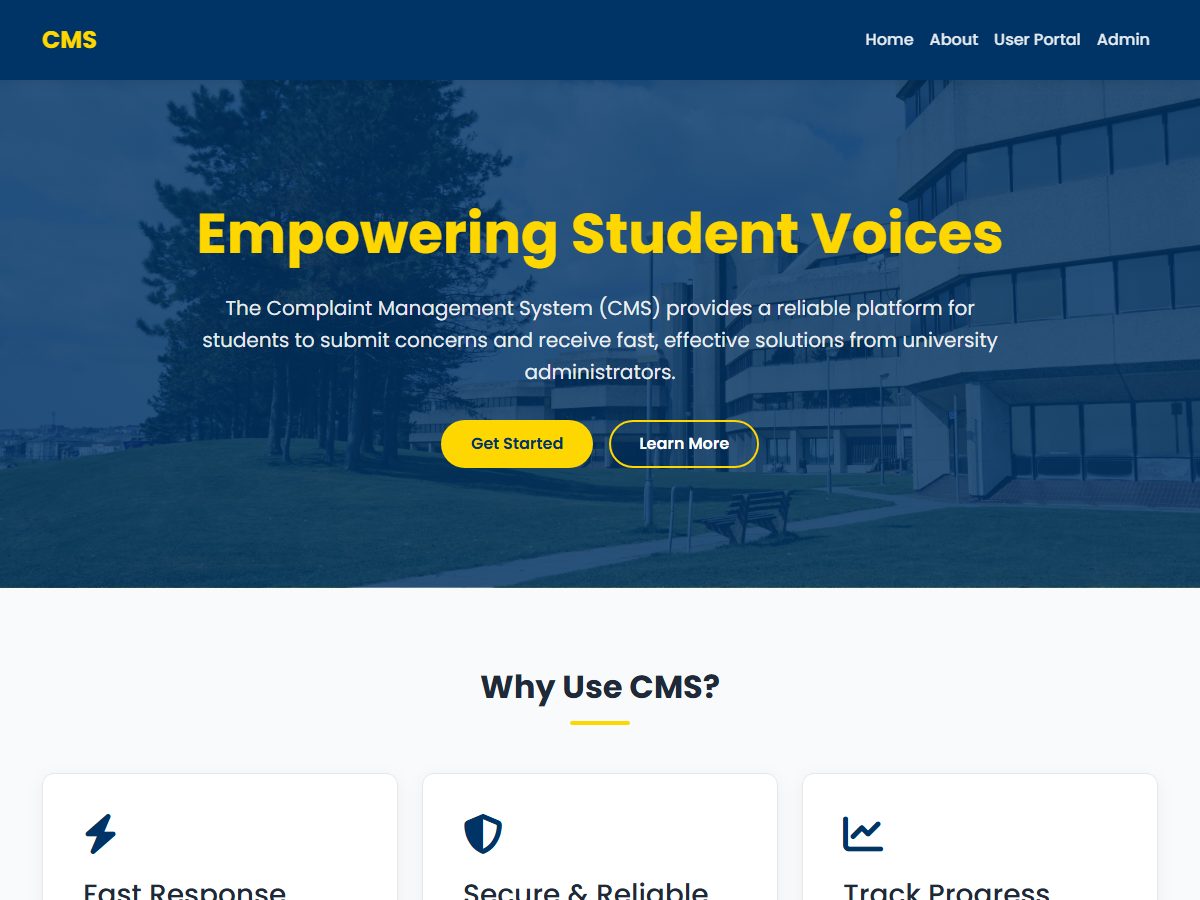 CMS
Home About User Portal Admin
Empowering Student Voices
The Complaint Management System (CMS) provides a reliable platform for
students to submit concerns and receive fast, effective solutions from university
administrators.
Get Started Learn More
Why Use CMS?
Fast Response Secure & Reliable Track Progress